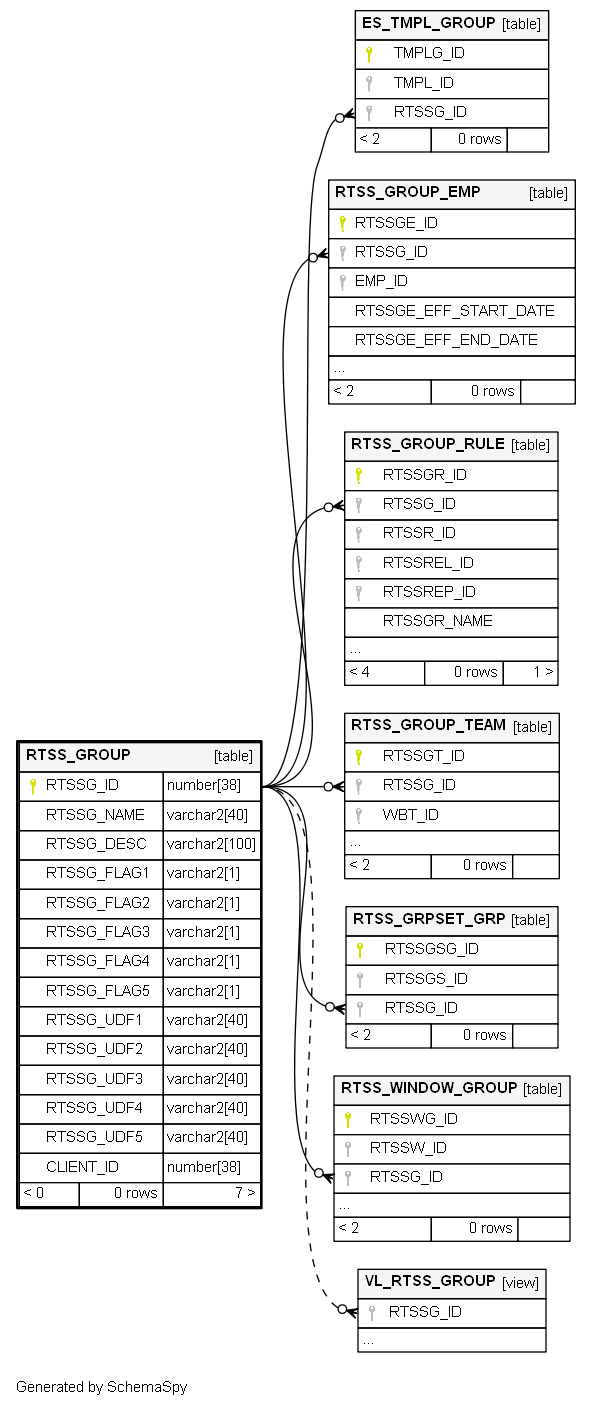 ES_TMPL_GROUP [table]
TMPLG_ID
TMPL_ID
RTSSG_ID
< 2 0 rows
RTSS_GROUP_EMP [table]
RTSSGE_ID
RTSSG_ID
EMP_ID
RTSSGE_EFF_START_DATE
RTSSGE_EFF_END_DATE
...
< 2 0 rows
RTSS_GROUP_RULE [table]
RTSSGR_ID
RTSSG_ID
RTSSR_ID
RTSSREL_ID
RTSSREP_ID
RTSSGR_NAME
...
< 4 0 rows 1 >
RTSS_GROUP_TEAM [table]
RTSSGT_ID
RTSSG_ID
WBT_ID
...
< 2 0 rows
RTSS_GROUP [table]
RTSSG_ID number[38]
RTSSG_NAME varchar2[40]
RTSSG_DESC varchar2[100]
RTSSG_FLAG1 varchar2[1]
RTSSG_FLAG2 varchar2[1]
RTSSG_FLAG3 varchar2[1]
RTSSG_FLAG4 varchar2[1]
RTSSG_FLAG5 varchar2[1]
RTSSG_UDF1 varchar2[40]
RTSSG_UDF2 varchar2[40]
RTSSG_UDF3 varchar2[40]
RTSSG_UDF4 varchar2[40]
RTSSG_UDF5 varchar2[40]
CLIENT_ID number[38]
< 0 0 rows 7 >
RTSS_GRPSET_GRP [table]
RTSSGSG_ID
RTSSGS_ID
RTSSG_ID
< 2 0 rows
RTSS_WINDOW_GROUP [table]
RTSSWG_ID
RTSSW_ID
RTSSG_ID
...
< 2 0 rows
VL_RTSS_GROUP [view]
RTSSG_ID
...
Generated by SchemaSpy